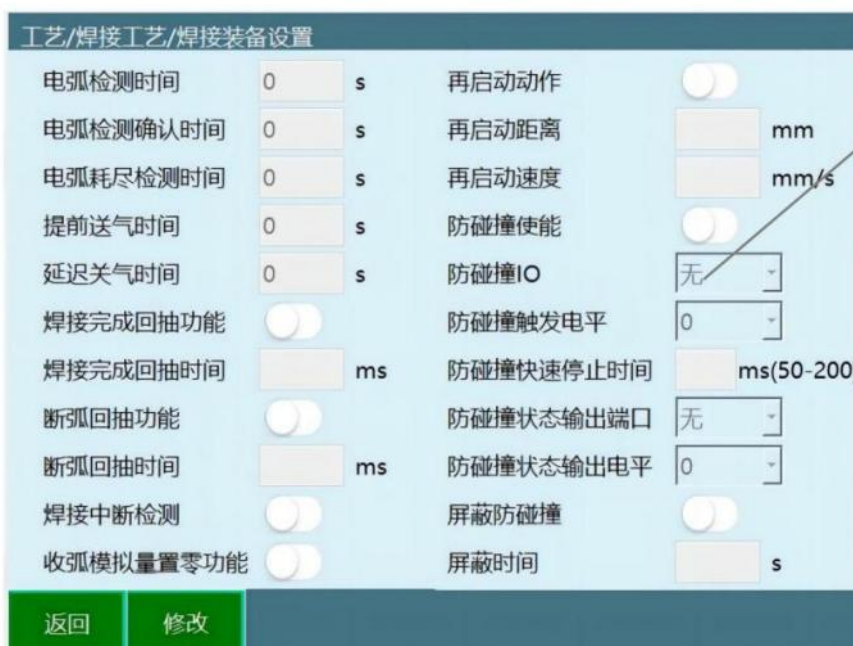 工艺/焊接工艺/焊接装备设置
电弧检测时间 0 s 再启动动作
电弧检测确认时间 0 s 再启动距离 mm
电弧耗尽检测时间 0 s 再启动速度 mm/s
提前送气时间 0 s 防碰撞使能
延迟关气时间 0 s 防碰撞IO 无
焊接完成回抽功能 防碰撞触发电平 0
焊接完成回抽时间 ms 防碰撞快速停止时间 ms(50-200
断弧回抽功能 防碰撞状态输出端口 无
断弧回抽时间 ms 防碰撞状态输出电平 0
焊接中断检测 屏蔽防碰撞
收弧模拟量置零功能 屏蔽时间 s
返回 修改